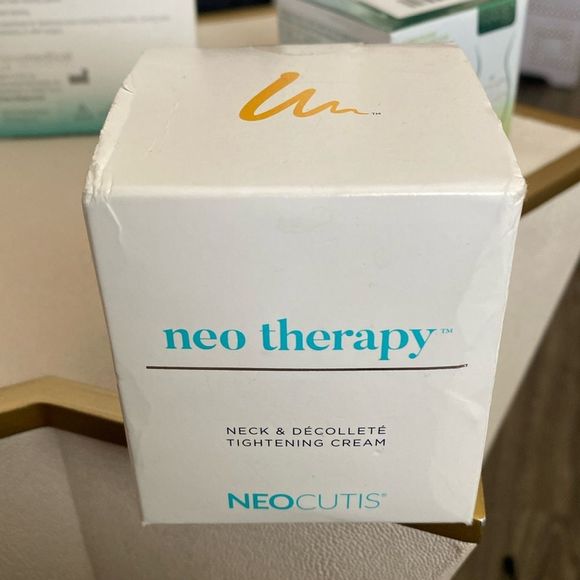 neo therapy™
NECK & DÉCOLLETÉ
TIGHTENING CREAM
NEOCUTIS®